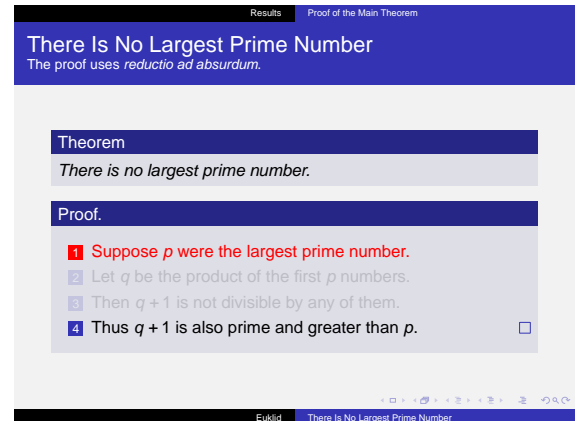 Results Proof of the Main Theorem
There Is No Largest Prime Number
The proof uses reductio ad absurdum.
Theorem
There is no largest prime number.
Proof.
1 Suppose p were the largest prime number.
2 Let q be the product of the first p numbers.
3 Then q + 1 is not divisible by any of them.
4 Thus q + 1 is also prime and greater than p.
Euklid There Is No Largest Prime Number